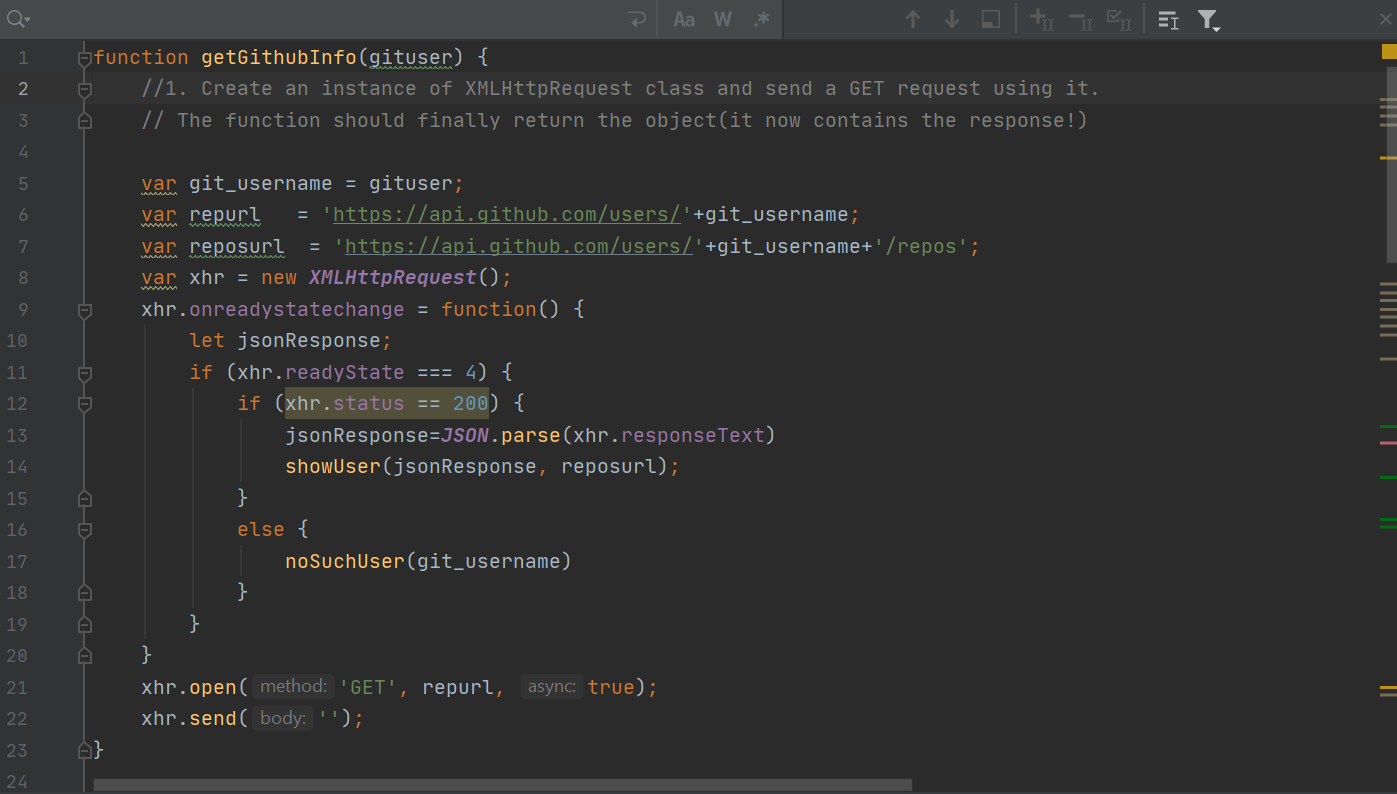 Aa W .*
1 function getGithubInfo(gituser) {
2 //1. Create an instance of XMLHttpRequest class and send a GET request using it.
3 // The function should finally return the object(it now contains the response!)
4
5 var git_username = gituser;
6 var repurl   = 'https://api.github.com/users/'+git_username;
7 var reposurl  = 'https://api.github.com/users/'+git_username+'/repos';
8 var xhr = new XMLHttpRequest();
9 xhr.onreadystatechange = function() {
10 let jsonResponse;
11 if (xhr.readyState === 4) {
12 if (xhr.status == 200) {
13 jsonResponse=JSON.parse(xhr.responseText)
14 showUser(jsonResponse, reposurl);
15 }
16 else {
17 noSuchUser(git_username)
18 }
19 }
20 }
21 xhr.open( method: 'GET', repurl, async: true);
22 xhr.send( body: '');
23 }
24